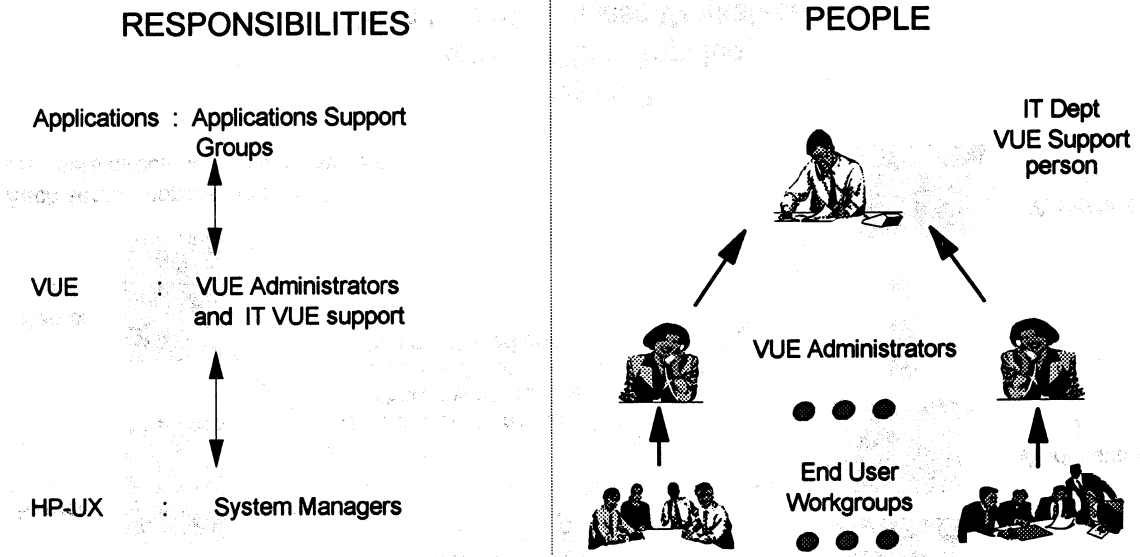 RESPONSIBILITIES
Applications : Applications Support
Groups
VUE : VUE Administrators
and IT VUE support
HP-UX : System Managers
PEOPLE
IT Dept
VUE Support
person
VUE Administrators
End User
Workgroups